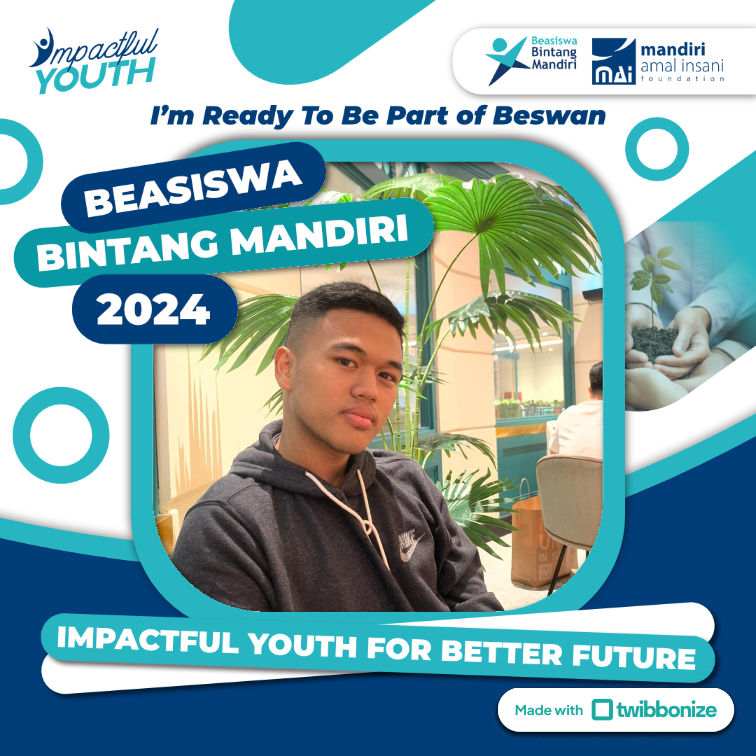 Impactful
YOUTH
Beasiswa
Bintang
Mandiri
MAi
mandiri
amal insani
foundation
I'm Ready To Be Part of Beswan
BEASISWA
BINTANG MANDIRI
2024
NIKE
IMPACTFUL YOUTH FOR BETTER FUTURE
Made with twibbonize